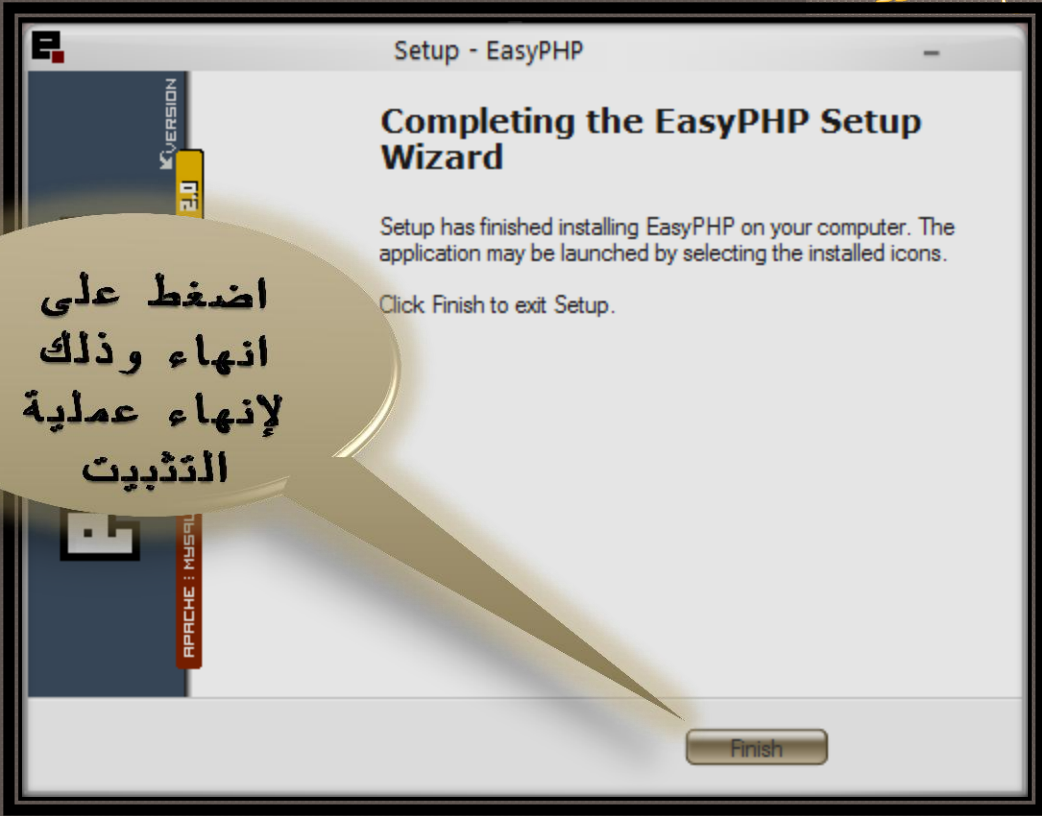 Setup - EasyPHP
VERSION
2.0
Completing the EasyPHP Setup
Wizard
Setup has finished installing EasyPHP on your computer. The
application may be launched by selecting the installed icons.
Click Finish to exit Setup.
اضغط على
انهاء وذلك
لإنهاء عملية
التثبيت
APACHE : MYSQL
Finish